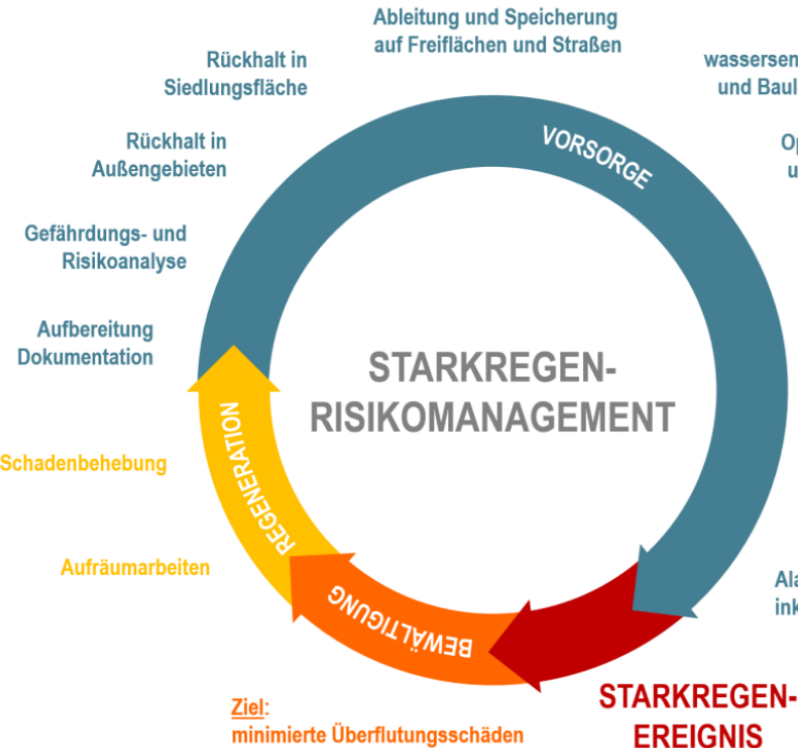 Ableitung und Speicherung
auf Freiflächen und Straßen
Rückhalt in
Siedlungsfläche
und
VORSORGE
Rückhalt in
Außengebieten
Gefährdungs- und
Risikoanalyse
Aufbereitung
Dokumentation
STARKREGEN-
RISIKOMANAGEMENT
REGENERATION
Schadenbehebung
Aufräumarbeiten
BEWÄLTIGUNG
STARKREGEN-
EREIGNIS
Ziel:
minimierte Überflutungsschäden